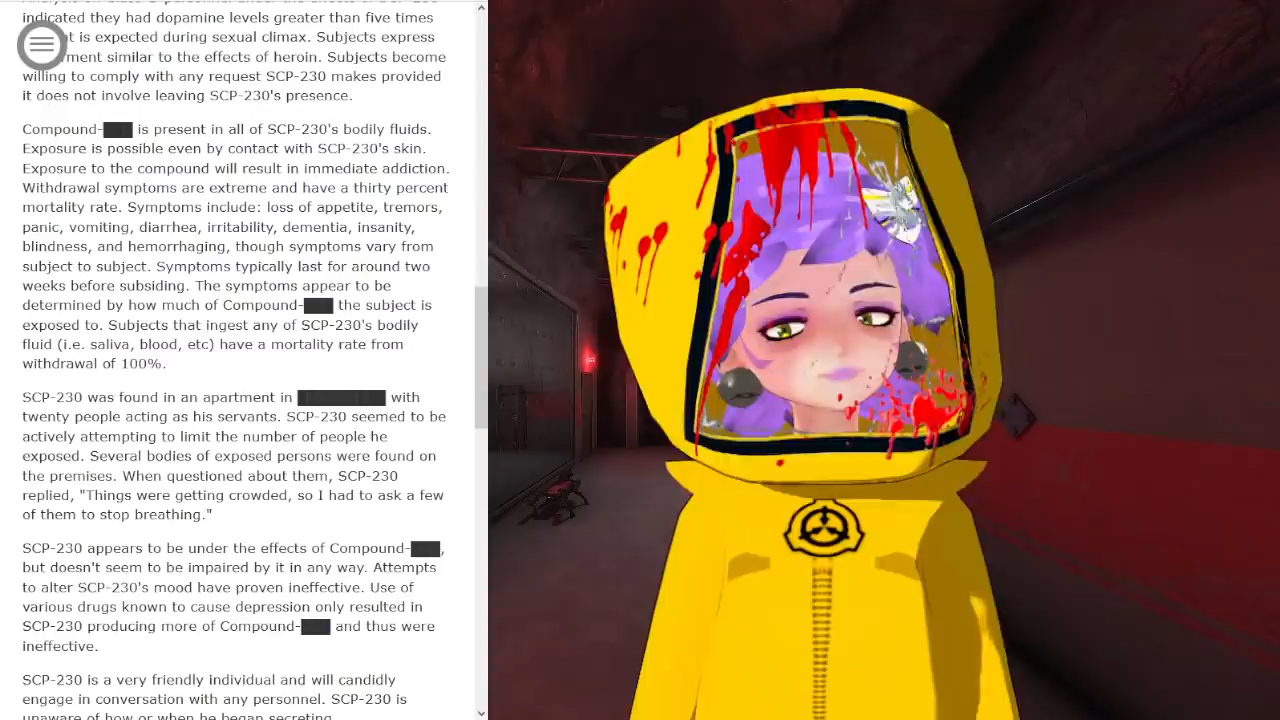 indicated they had dopamine levels greater than five times
t is expected during sexual climax. Subjects express
ment similar to the effects of heroin. Subjects become
willing to comply with any request SCP-230 makes provided
it does not involve leaving SCP-230's presence.
Compound- is present in all of SCP-230's bodily fluids.
Exposure is possible even by contact with SCP-230's skin.
Exposure to the compound will result in immediate addiction.
Withdrawal symptoms are extreme and have a thirty percent
mortality rate. Symptoms include: loss of appetite, tremors,
panic, vomiting, diarrhea, irritability, dementia, insanity,
blindness, and hemorrhaging, though symptoms vary from
subject to subject. Symptoms typically last for around two
weeks before subsiding. The symptoms appear to be
determined by how much of Compound- the subject is
exposed to. Subjects that ingest any of SCP-230's bodily
fluid (i.e. saliva, blood, etc) have a mortality rate from
withdrawal of 100%.
SCP-230 was found in an apartment in with
twenty people acting as servants. SCP-230 seemed to be
actively attempting to limit the number of people he
exposed. Several bodies of exposed persons were found on
the premises. When questioned about them, SCP-230
replied, "Things were getting crowded, so I had to ask a few
of them to stop breathing."
SCP-230 appears to be under the effects of Compound- ,
but doesn't seem to be impaired by it in any way. Attempts
to alter SCP-230's mood have proven ineffective. Use of
various drugs known to cause depression only resulted in
SCP-230 producing more of Compound- and thus were
ineffective.
SCP-230 is a very friendly individual and will candidly
engage in conversation with any personnel. SCP-230 is
unaware of how or when he began secreting